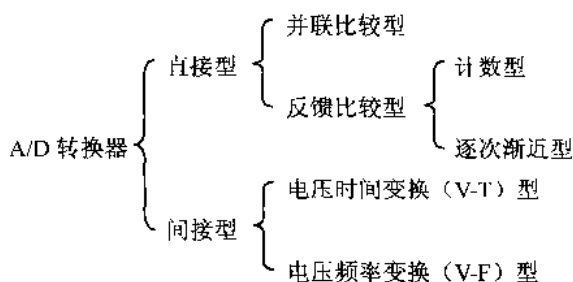 并联比较型
直接型
计数型
反馈比较型
A/D 转换器
逐次渐近型
电压时间变换（V-T）型
间接型
电压频率变换（V-F）型